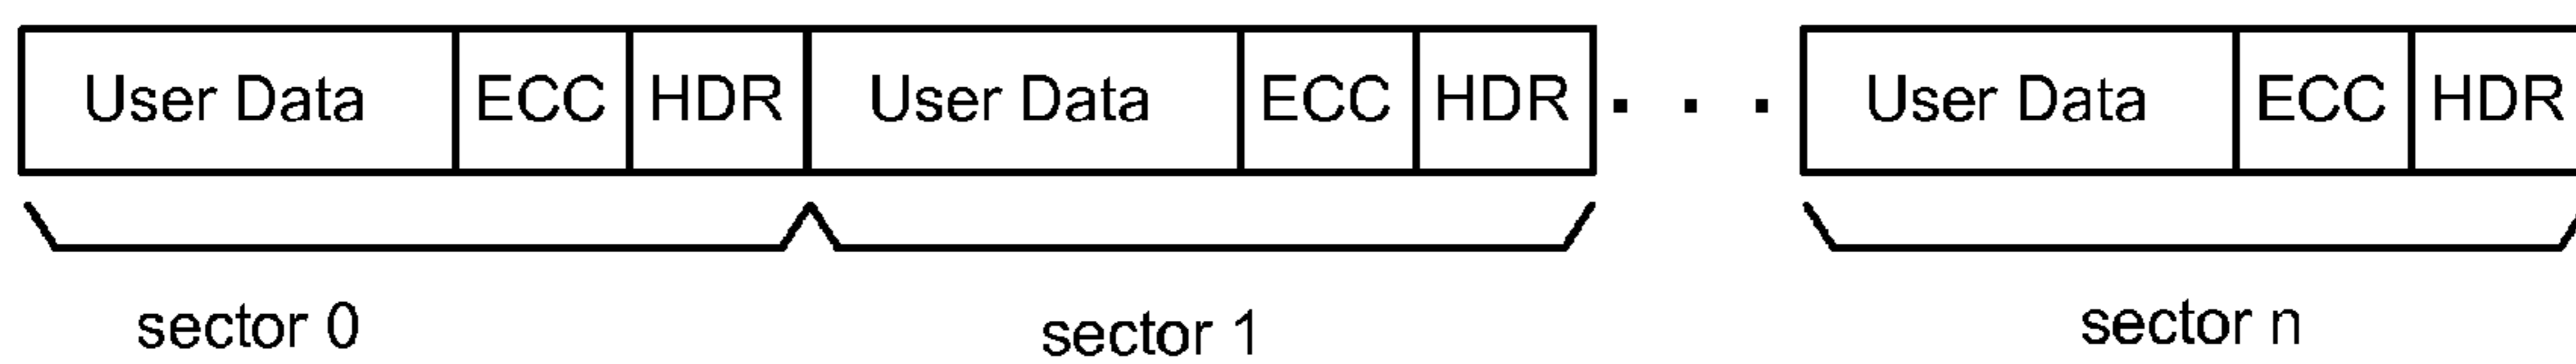 User Data ECC HDR User Data ECC HDR . . . User Data ECC HDR
sector 0 sector 1 sector n